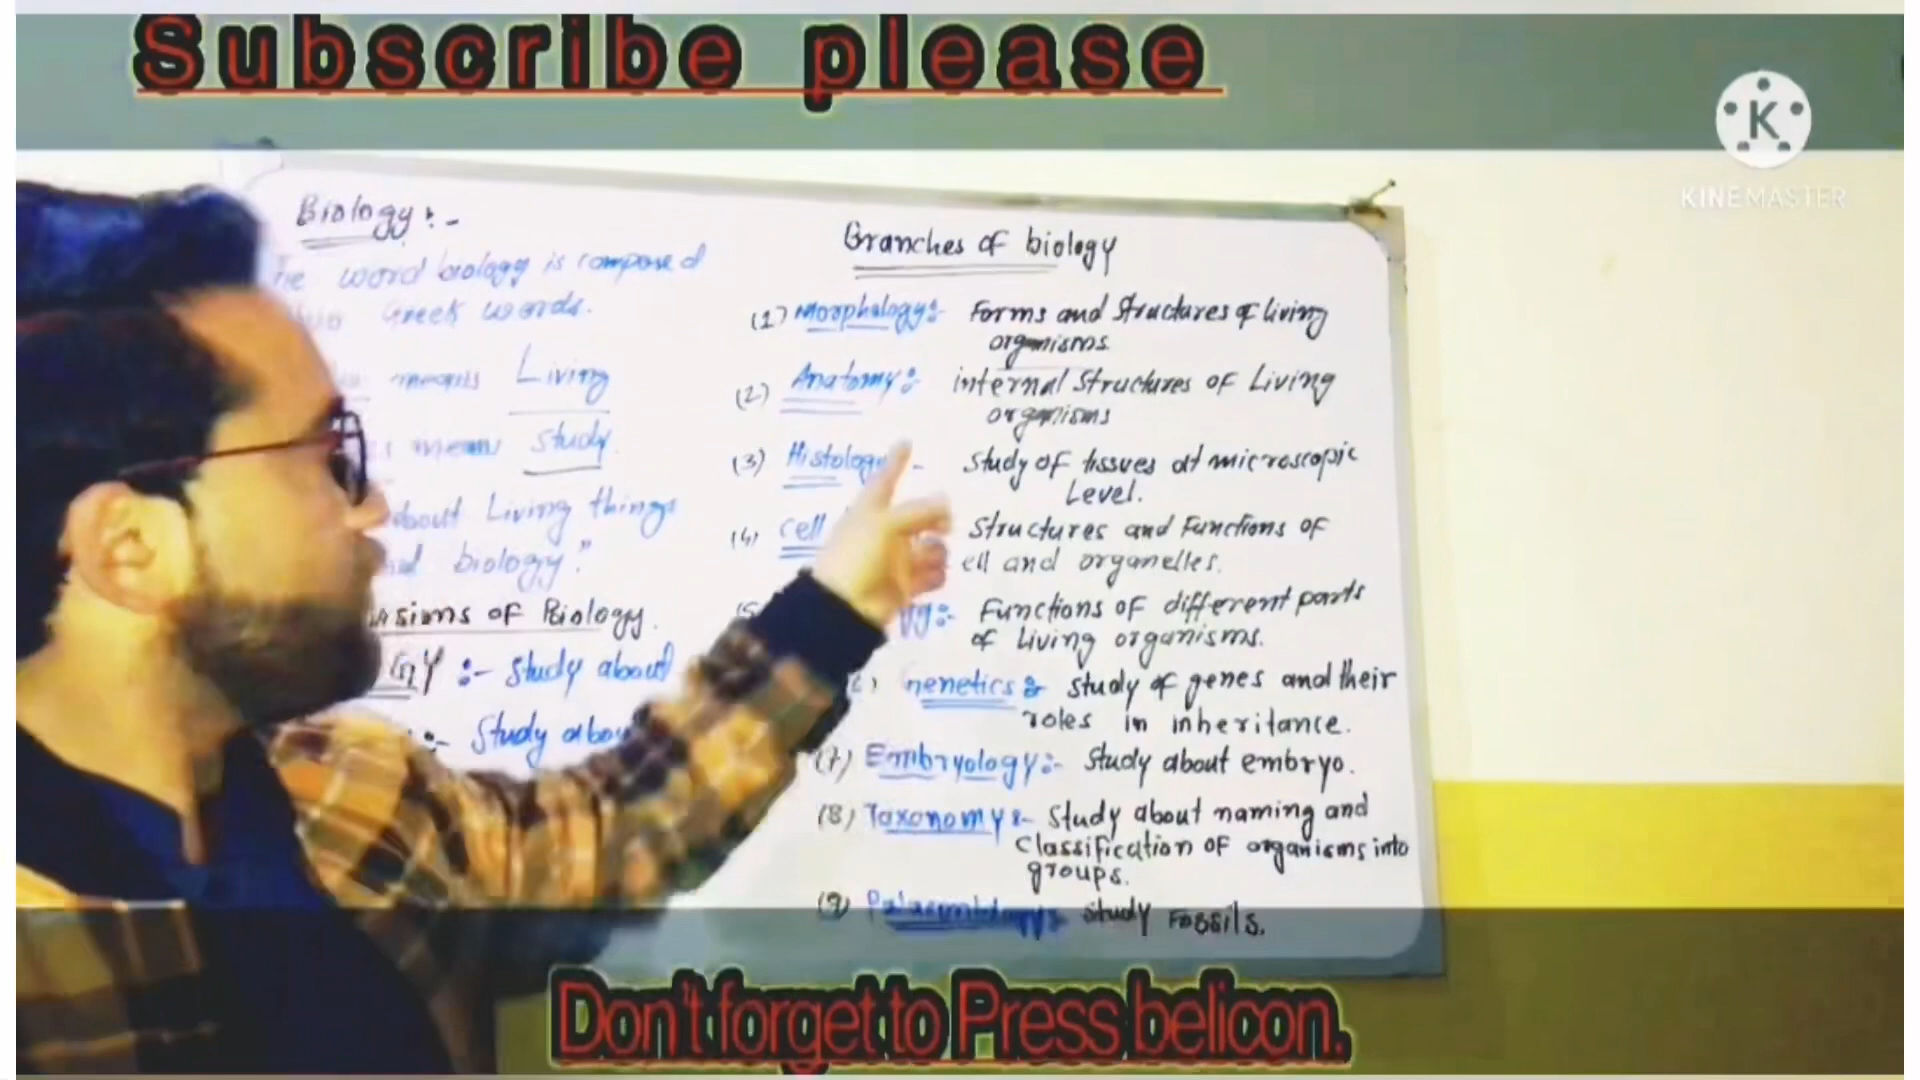 Subscribe please
K
KINEMASTER
Biology:-
word biology is composed
Greek words.
means Living
means study.
about Living things
biology."
of Biology.
:- Study about
:- Study
Branches of biology
(1) Morphology:- Forms and Structures of living
organisms
(2) Anatomy:- internal Structures of Living
organisms
(3) Histology - Study of tissues at microscopic
Level.
(4) Cell Structures and Functions of
ell and organelles.
(5 gy:- Functions of different parts
of Living organisms.
Genetics:- Study of genes and their
roles in inheritance.
(7) Embryology:- Study about embryo.
(8) Taxonomy:- Study about naming and
Classification of organisms into
groups.
(9) Study Fossils.
Don't forget to Press belicon.